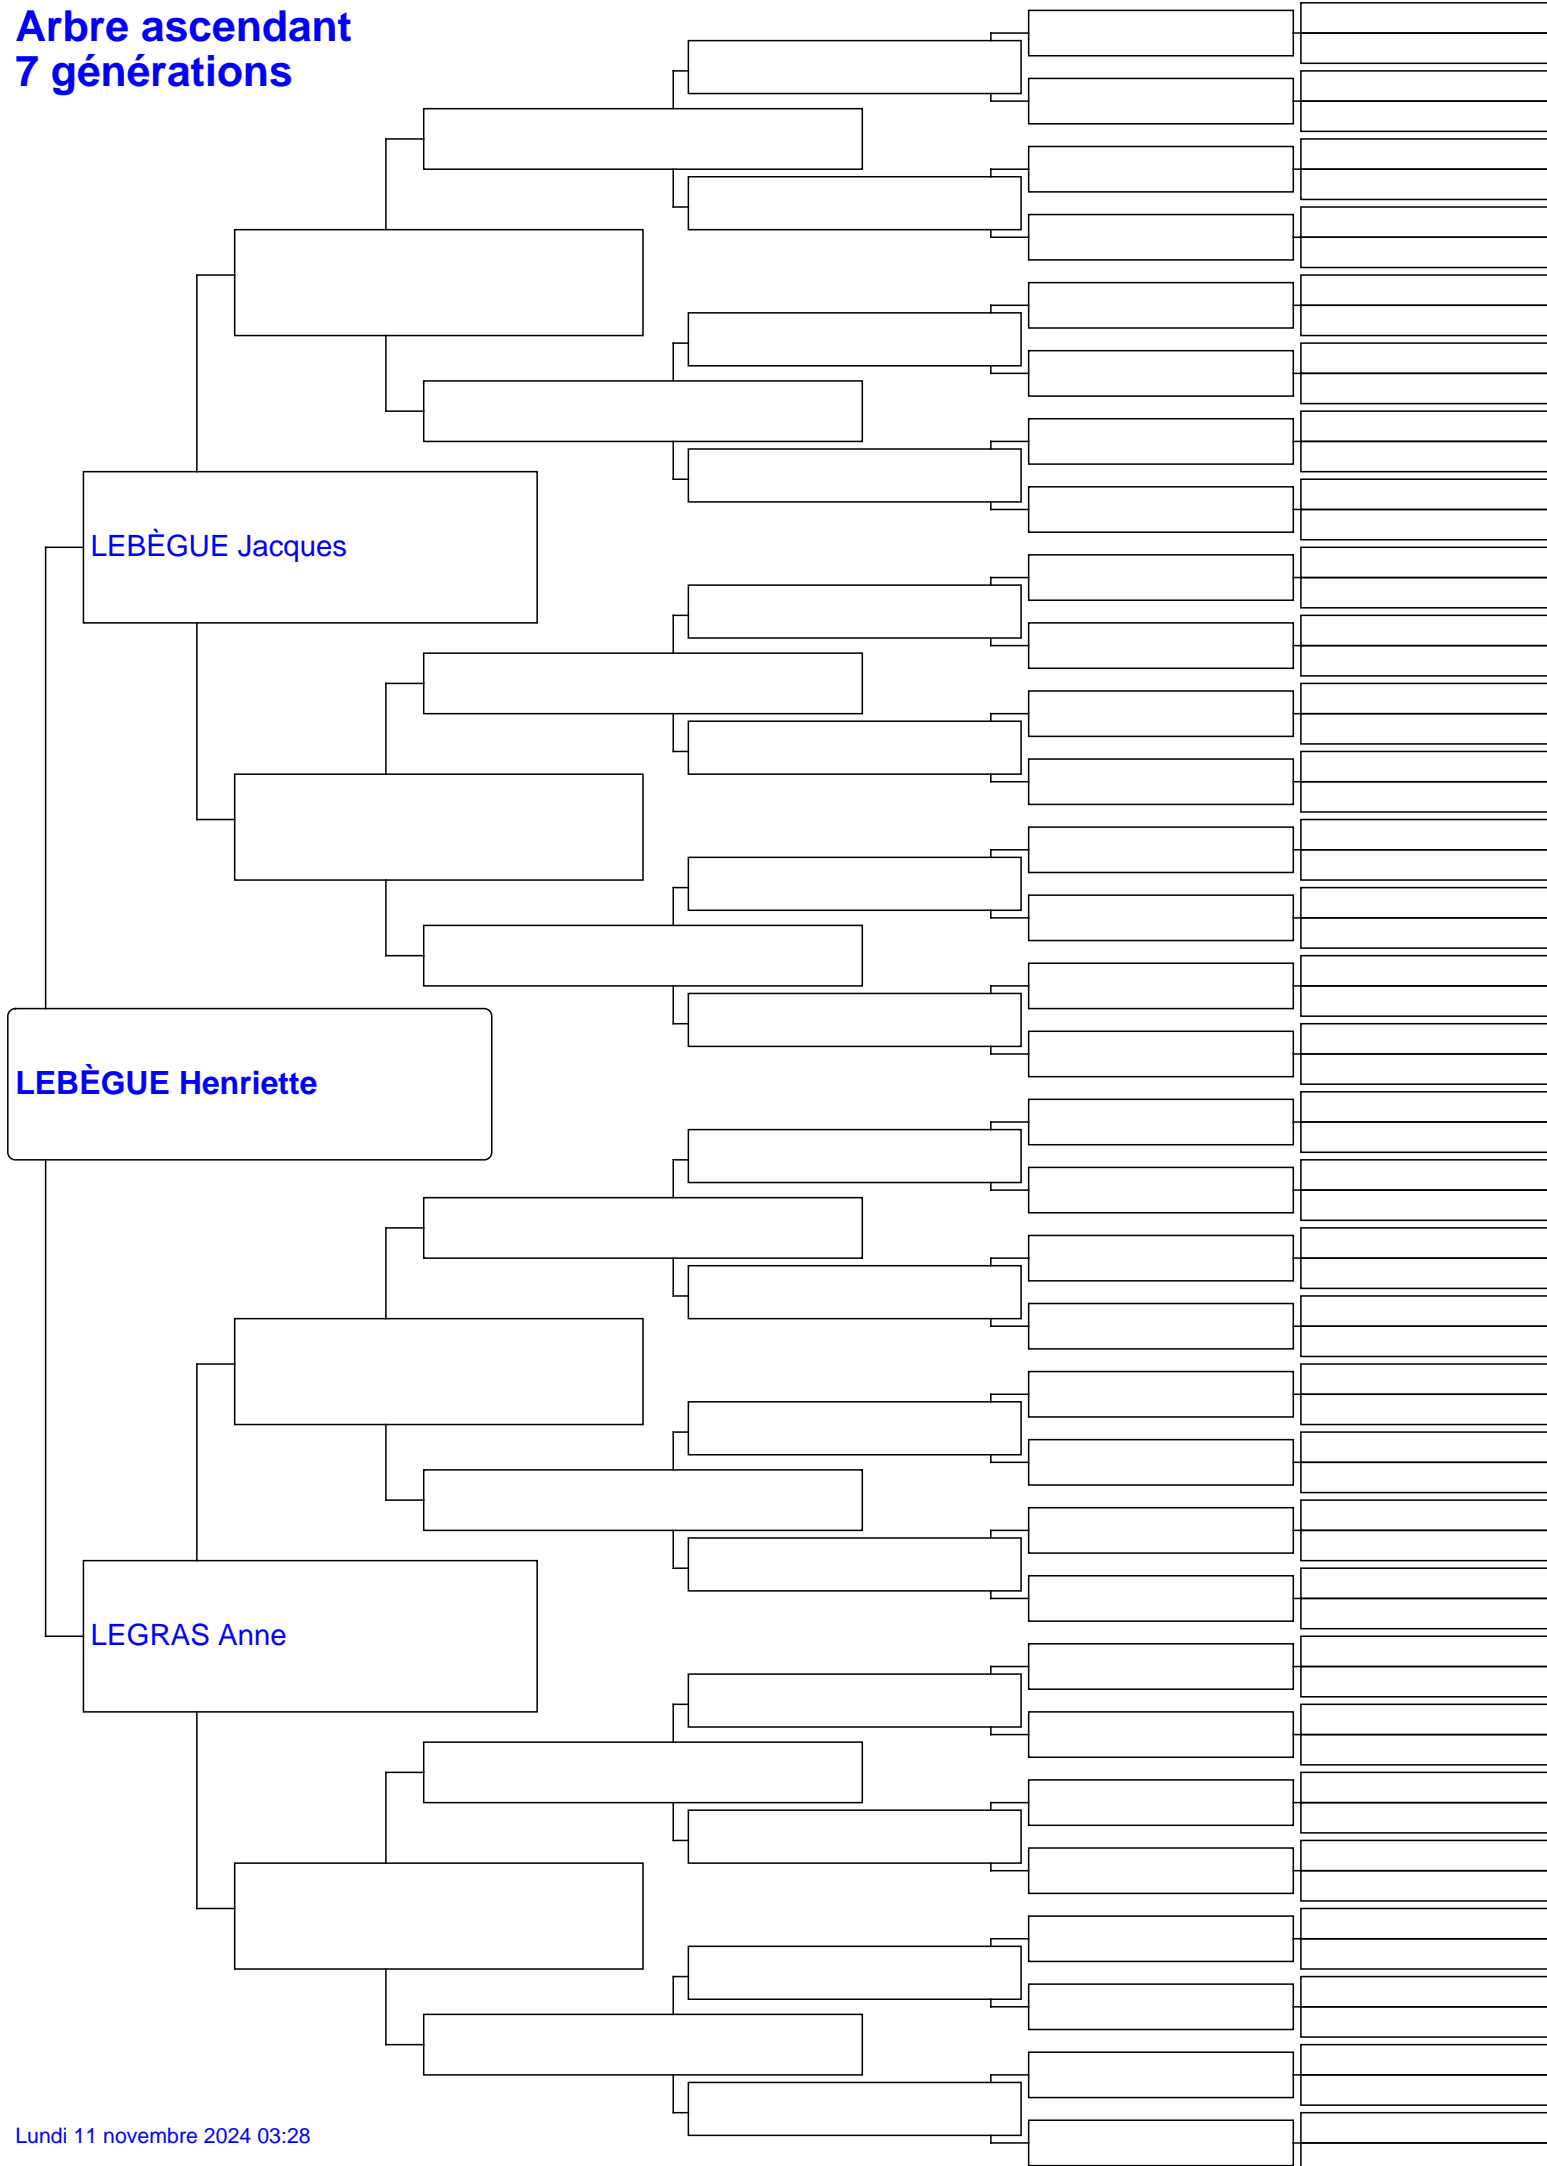 Arbre ascendant
7 générations
LEBÈGUE Jacques
LEBÈGUE Henriette
LEGRAS Anne
Lundi 11 novembre 2024 03:28